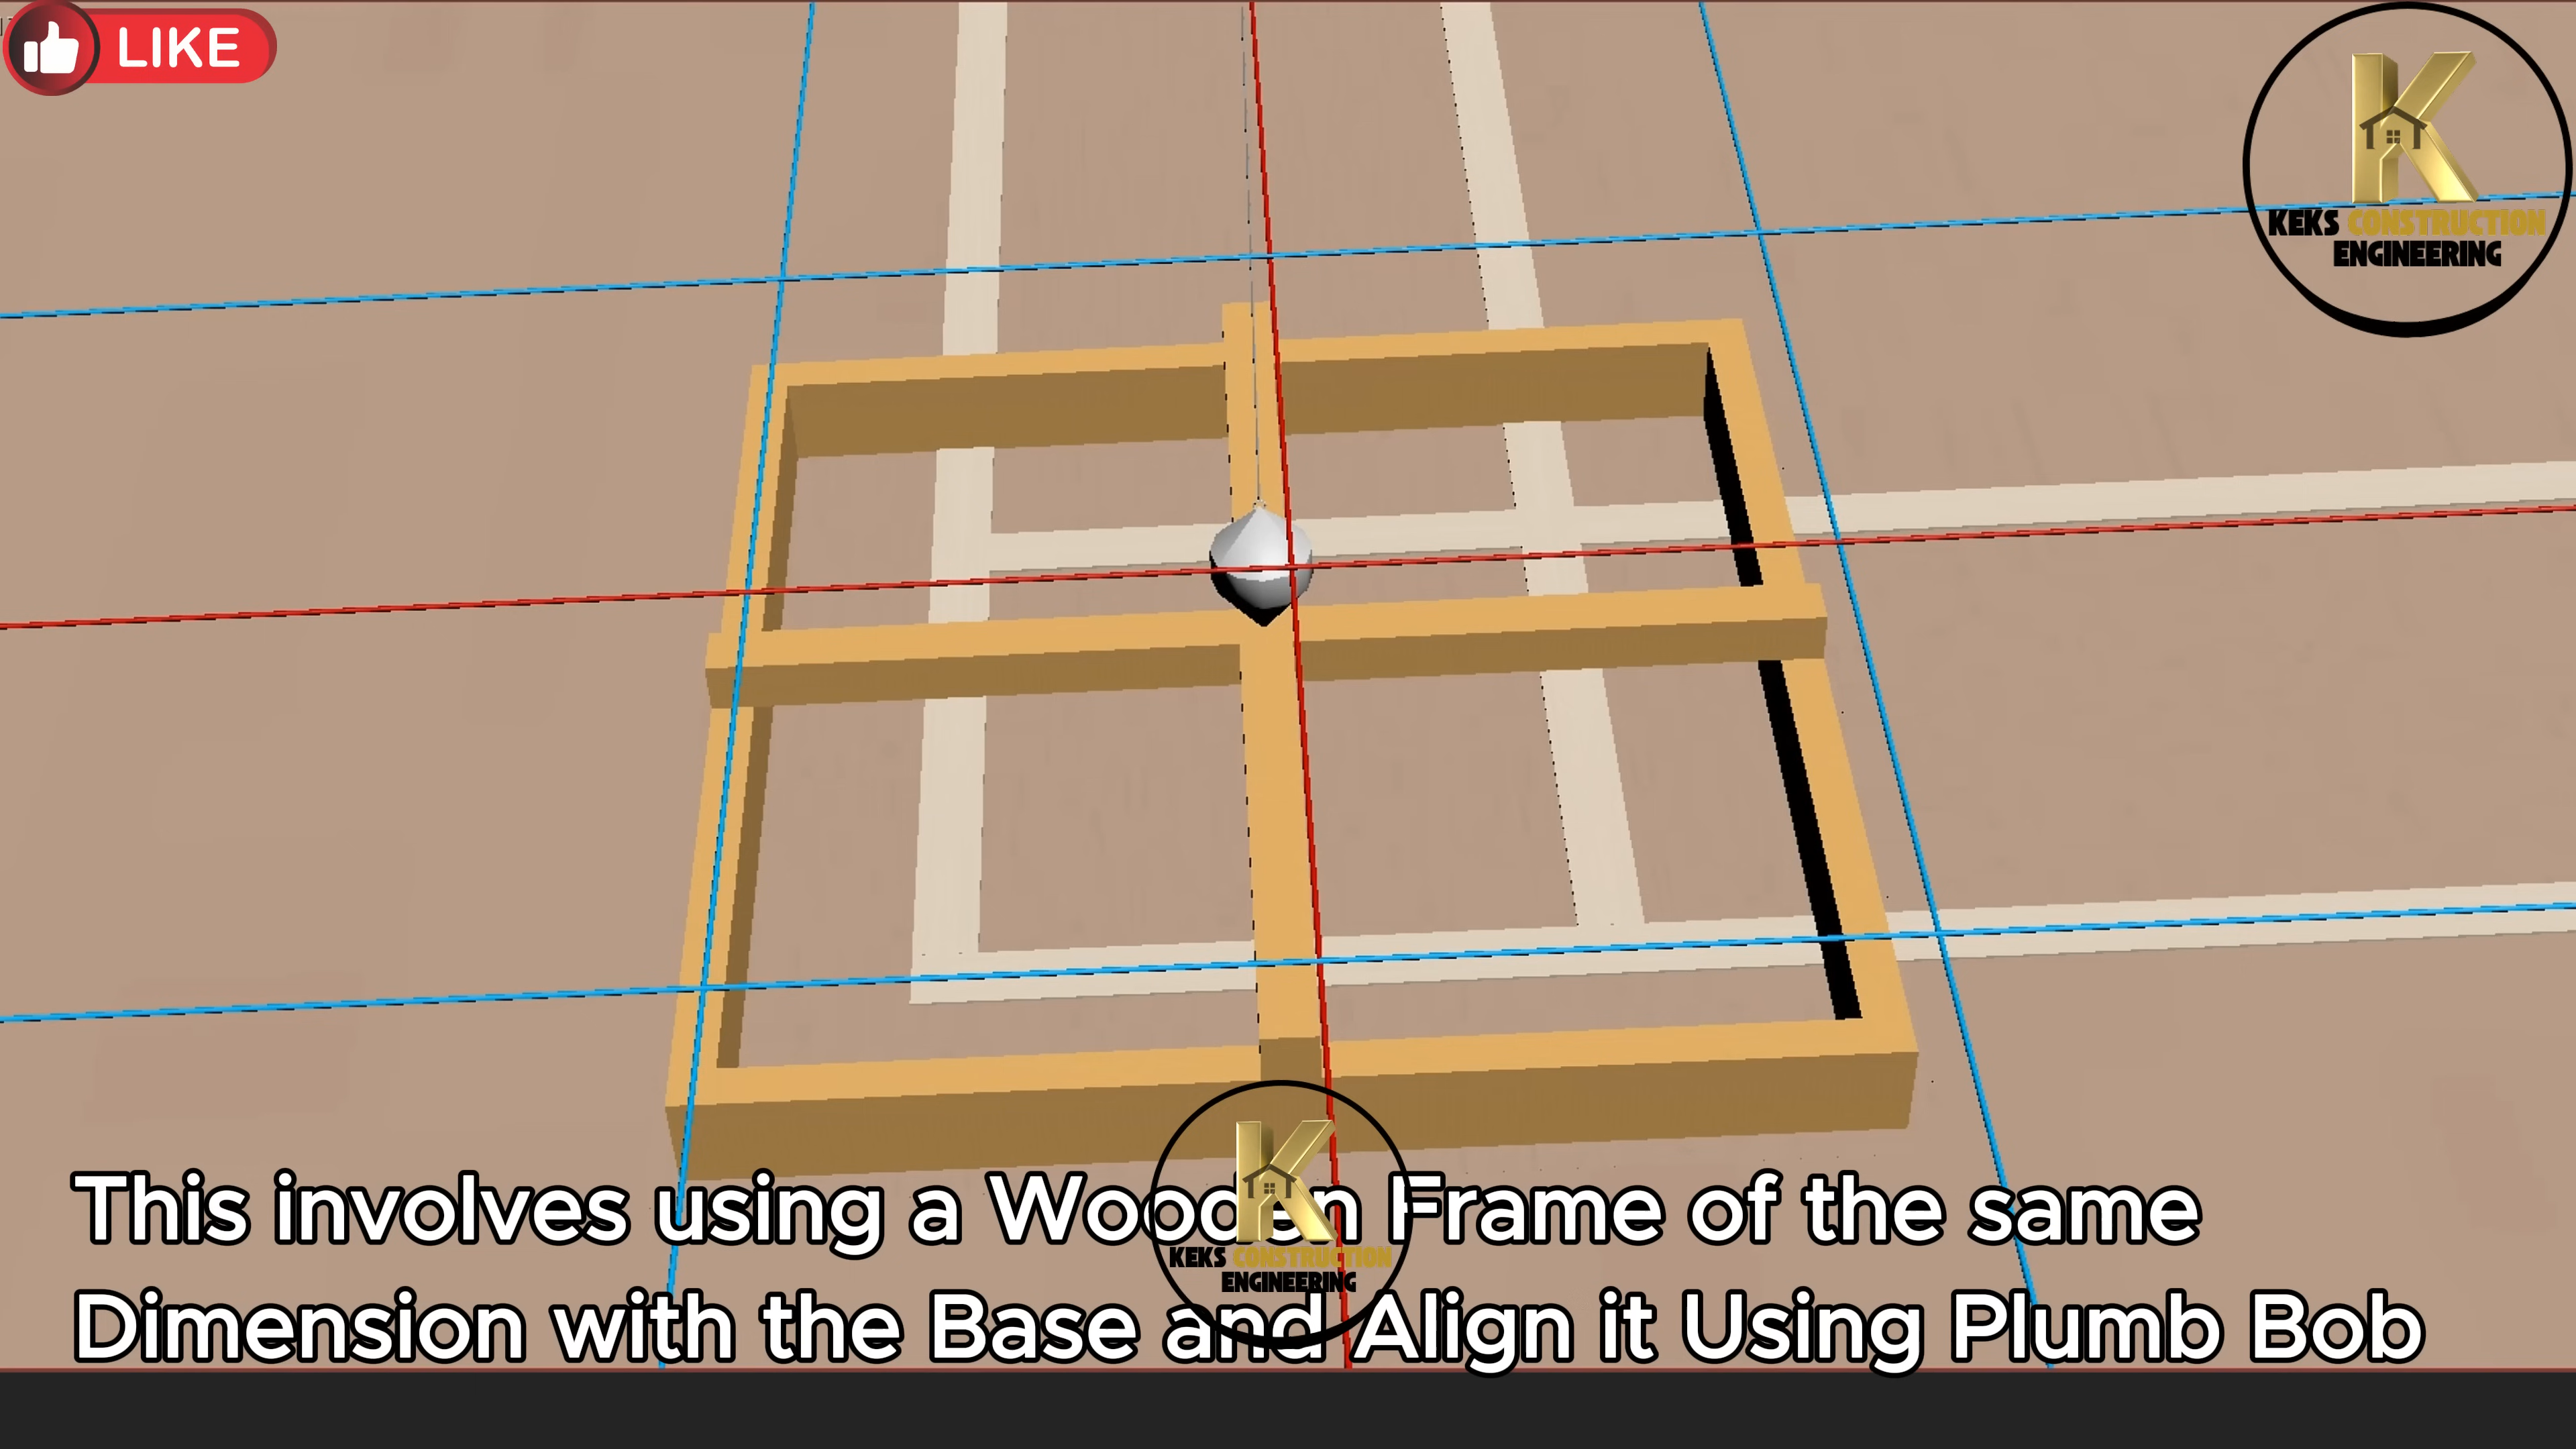 LIKE
KEKS CONSTRUCTION
ENGINEERING
This involves using a Wooden Frame of the same
Dimension with the Base and Align it Using Plumb Bob
KEKS CONSTRUCTION
ENGINEERING